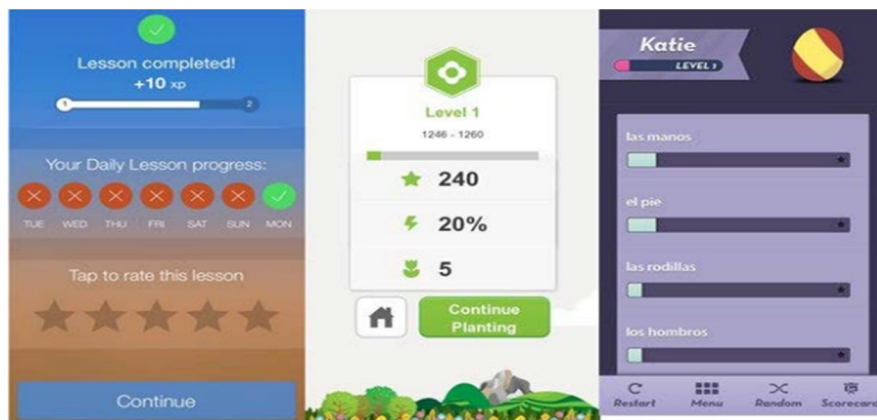 Lesson completed!
+10 xp
1 2
Your Daily Lesson progress:
TUE WED THU FRI SAT SUN MON
Tap to rate this lesson
Continue
Level 1
1246 - 1260
240
20%
5
Continue
Planting
Katie
LEVEL 1
las manos
el pie
las rodillas
los hombros
Restart Menu Random Scorecard